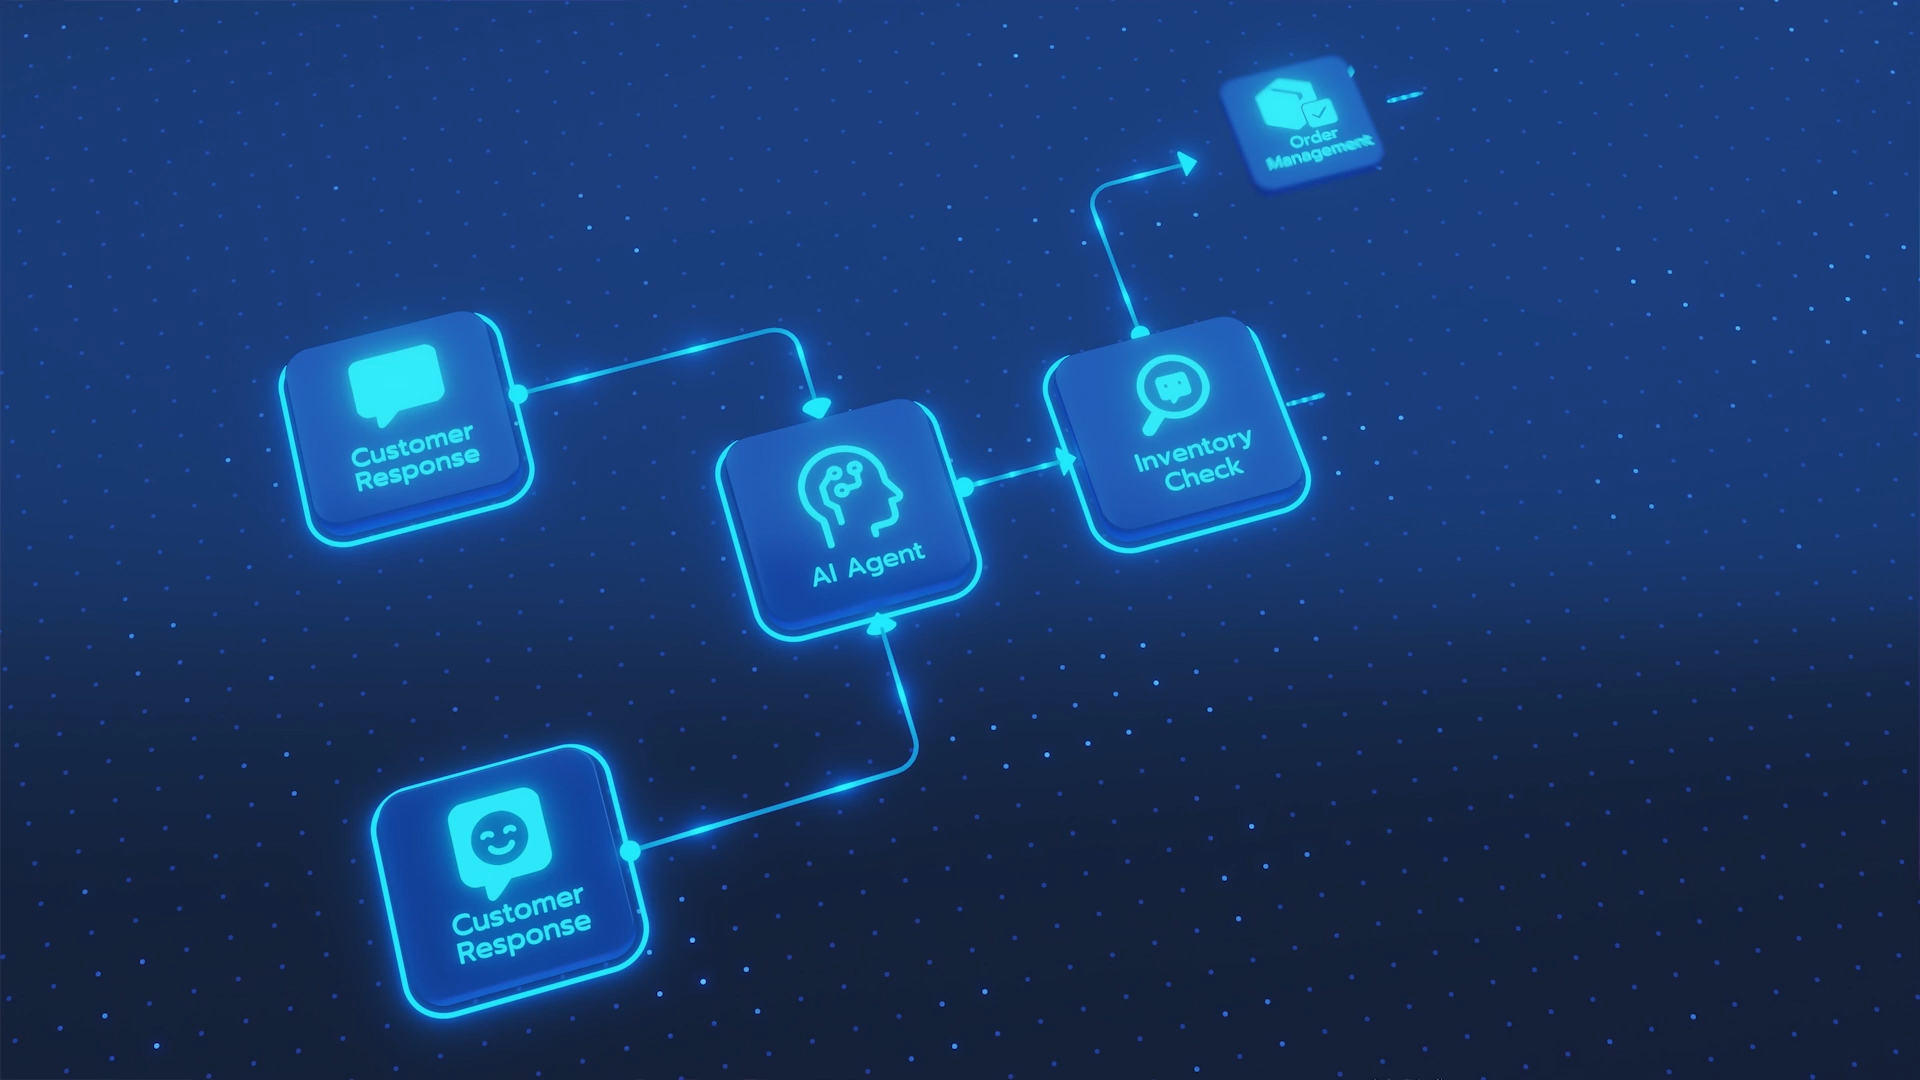 Order
Management
Customer
Response
AI Agent
Inventory
Check
Customer
Response